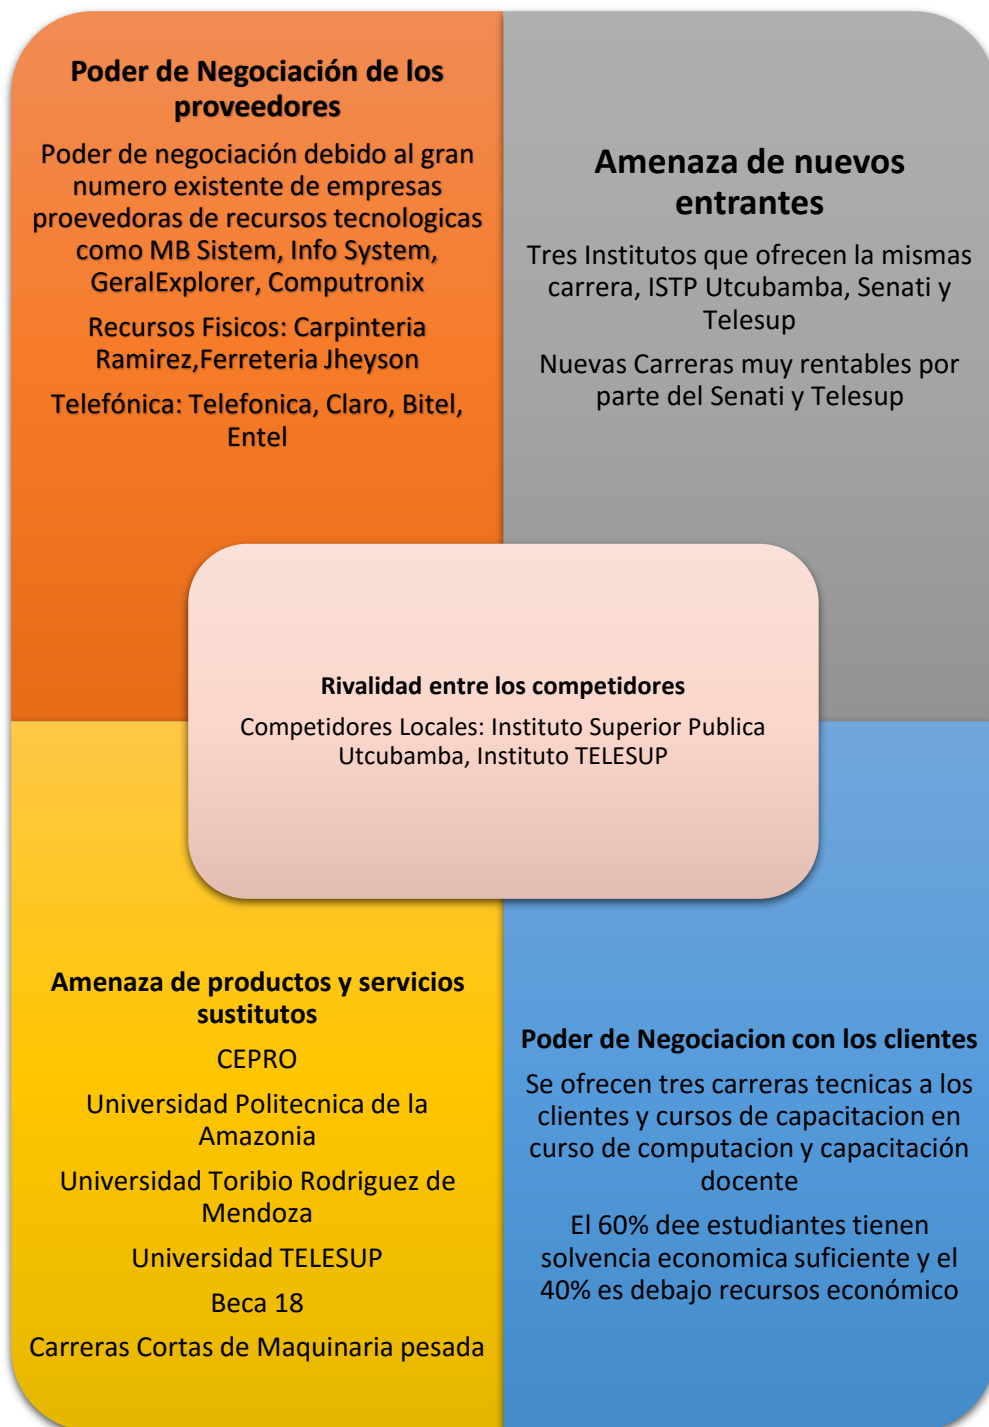 Poder de Negociación de los
proveedores
Poder de negociación debido al gran
numero existente de empresas
proevedoras de recursos tecnologicas
como MB Sistem, Info System,
GeralExplorer, Computronix
Recursos Fisicos: Carpinteria
Ramirez,Ferreteria Jheyson
Telefónica: Telefonica, Claro, Bitel,
Entel
Amenaza de nuevos
entrantes
Tres Institutos que ofrecen la mismas
carrera, ISTP Utcubamba, Senati y
Telesup
Nuevas Carreras muy rentables por
parte del Senati y Telesup
Rivalidad entre los competidores
Competidores Locales: Instituto Superior Publica
Utcubamba, Instituto TELESUP
Amenaza de productos y servicios
sustitutos
CEPRO
Universidad Politecnica de la
Amazonia
Universidad Toribio Rodriguez de
Mendoza
Universidad TELESUP
Beca 18
Carreras Cortas de Maquinaria pesada
Poder de Negociacion con los clientes
Se ofrecen tres carreras tecnicas a los
clientes y cursos de capacitacion en
curso de computacion y capacitación
docente
El 60% dee estudiantes tienen
solvencia economica suficiente y el
40% es debajo recursos económico